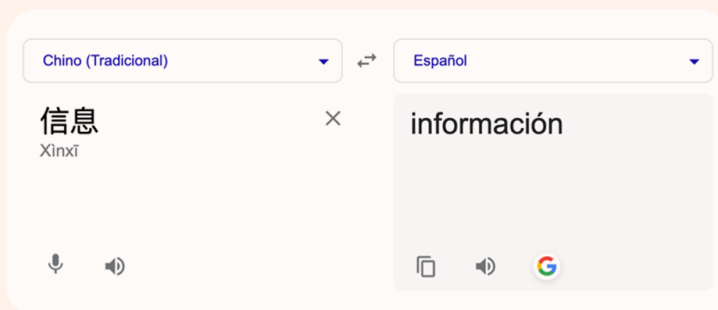 Chino (Tradicional)
Español
信息
Xìnxī
información